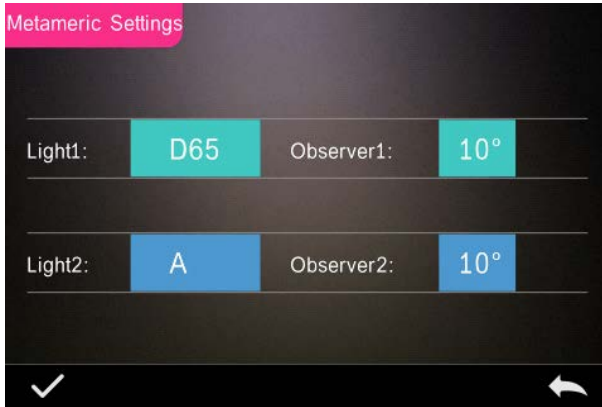 Metameric Settings
Light1: D65 Observer1: 10°
Light2: A Observer2: 10°